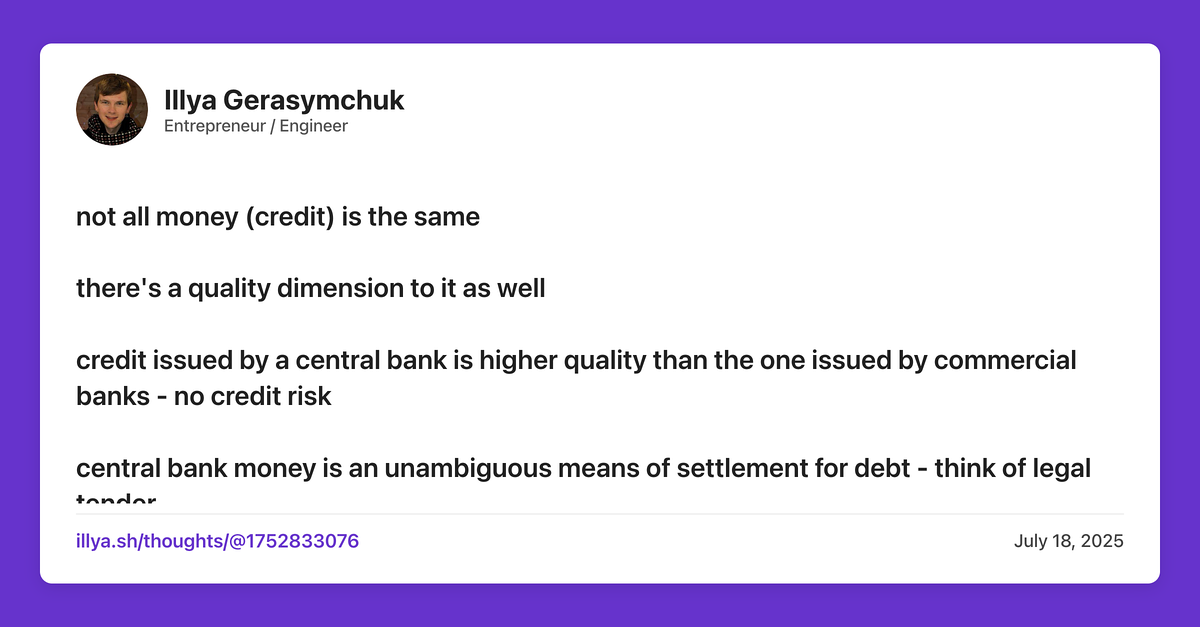 Illya Gerasymchuk
Entrepreneur / Engineer
not all money (credit) is the same
there's a quality dimension to it as well
credit issued by a central bank is higher quality than the one issued by commercial
banks - no credit risk
central bank money is an unambiguous means of settlement for debt - think of legal
tender
illya.sh/thoughts/@1752833076
July 18, 2025